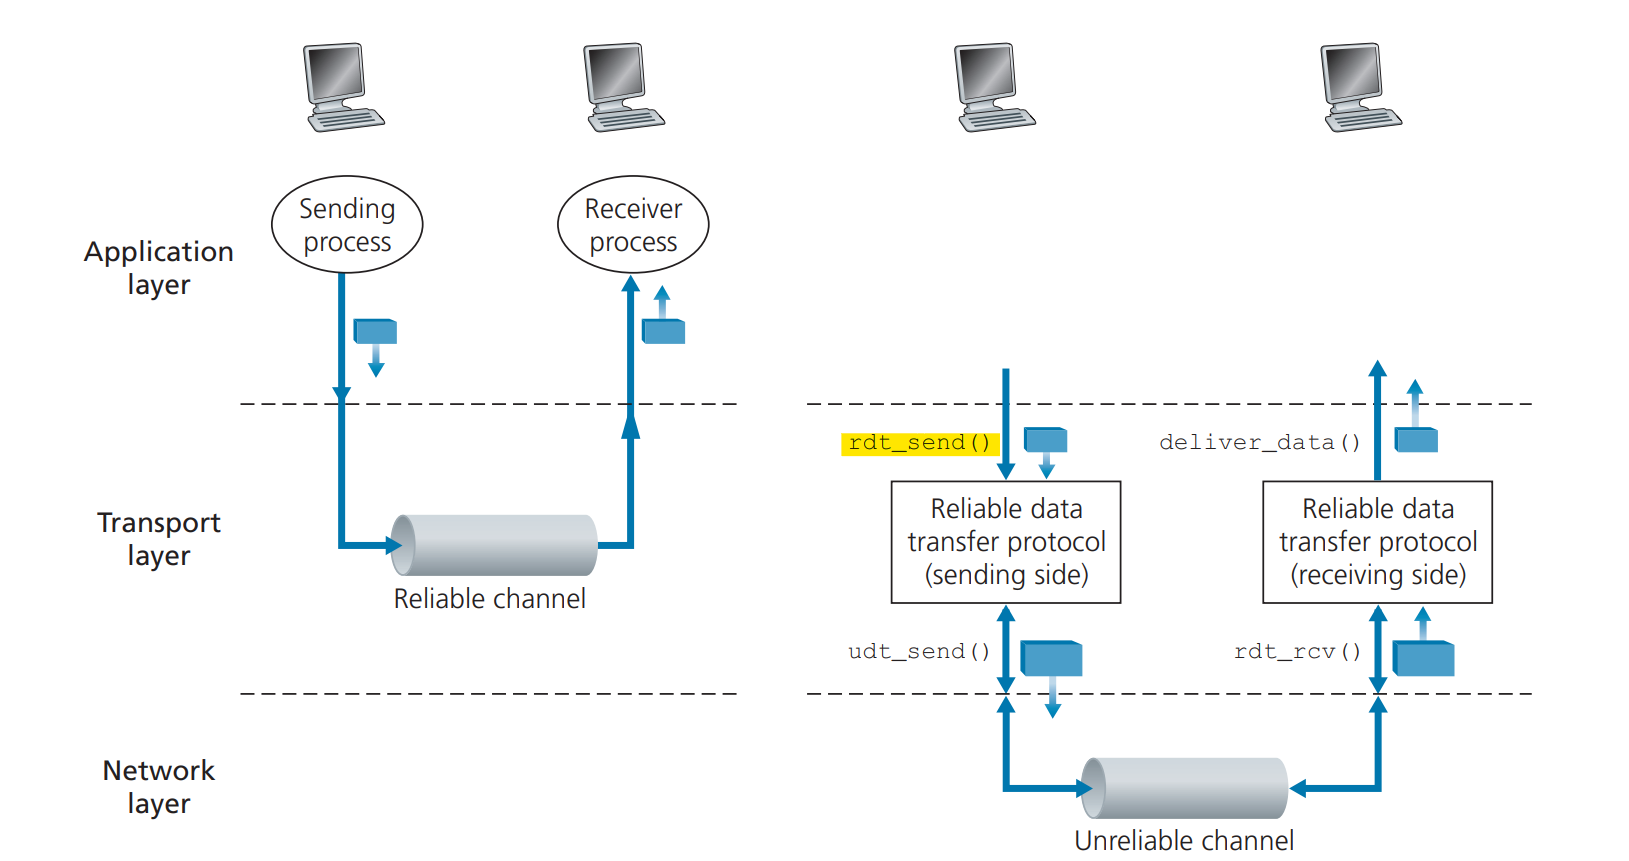 Sending
process
Receiver
process
Application
layer
rdt_send()
deliver_data()
Transport
layer
Reliable channel
Reliable data
transfer protocol
(sending side)
Reliable data
transfer protocol
(receiving side)
udt_send()
rdt_rcv()
Network
layer
Unreliable channel